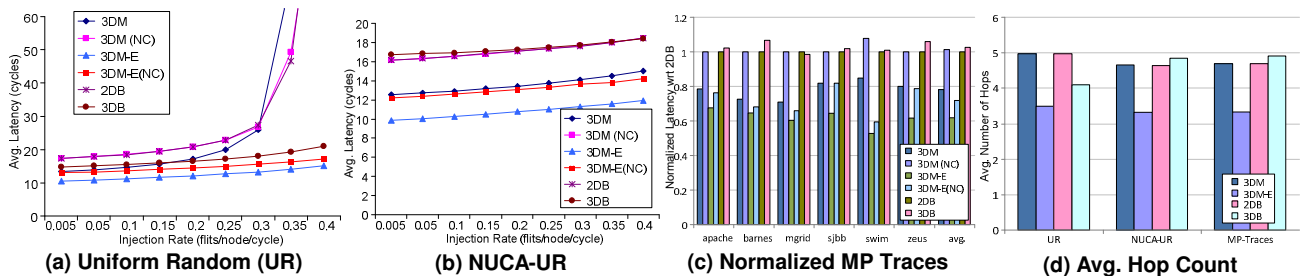 Avg. Latency (cycles)
60
50
40
30
20
10
0
3DM
3DM (NC)
3DM-E
3DM-E(NC)
2DB
3DB
0.005 0.05 0.1 0.15 0.2 0.25 0.3 0.35 0.4
Injection Rate (flits/node/cycle)
(a) Uniform Random (UR)
Avg. Latency (cycles)
20
18
16
14
12
10
8
6
4
2
0
3DM
3DM (NC)
3DM-E
3DM-E(NC)
2DB
3DB
0.005 0.05 0.1 0.15 0.2 0.25 0.3 0.35 0.4
Injection Rate (flits/node/cycle)
(b) NUCA-UR
Normalized Latency wrt 2DB
1.2
1
0.8
0.6
0.4
0.2
0
3DM
3DM (NC)
3DM-E
3DM-E(NC)
2DB
3DB
apache barnes mgrid sjbb swim zeus avg.
(c) Normalized MP Traces
Avg. Number of Hops
6
5
4
3
2
1
0
3DM
3DM-E
2DB
3DB
UR NUCA-UR MP-Traces
(d) Avg. Hop Count